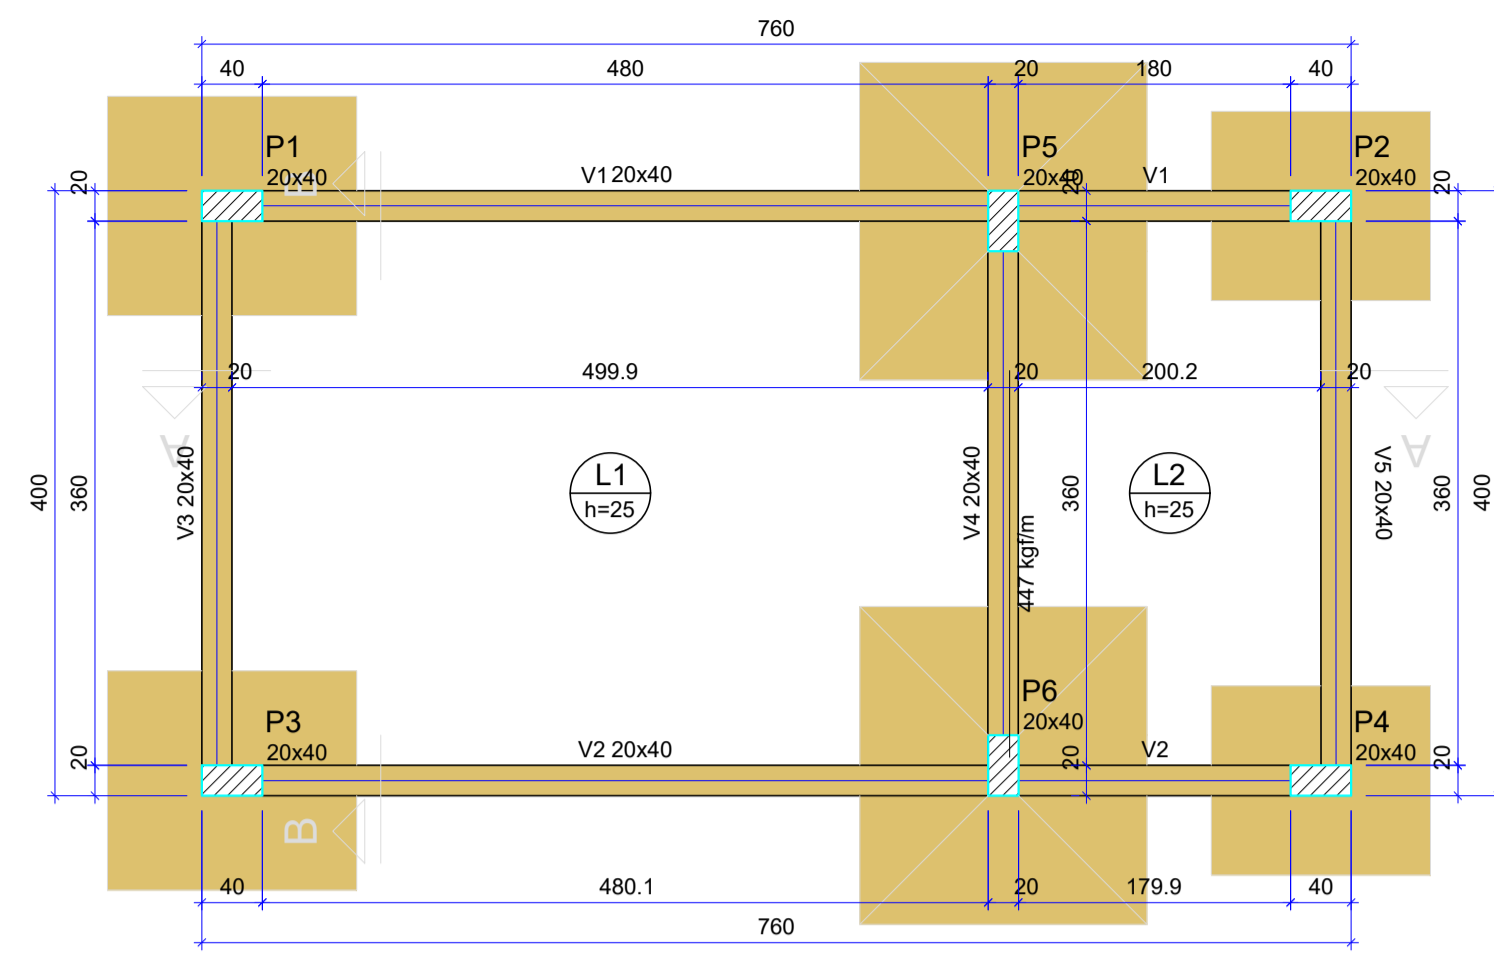 760
40 480 20 180 40
P1 P5 P2
20x40 V1 20x40 20x40 V1 20x40
B
20 20 20
20 499.9 20 200.2 20
A A
400 360 V3 20x40 L1 V4 20x40 360 L2 V5 20x40 360 400
h=25 h=25
447 kgf/m
P6
P3 20x40 P4
20x40 V2 20x40 V2 20x40
20 20 20
B
40 480.1 20 179.9 40
760